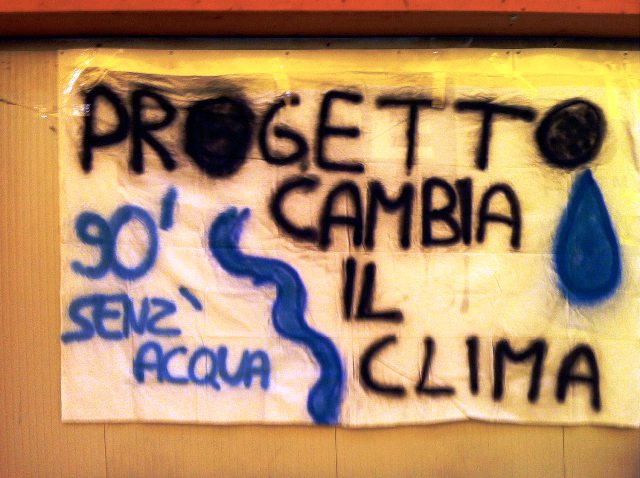 PROGETTO
CAMBIA
IL
CLIMA
90'
SENZ'
ACQUA